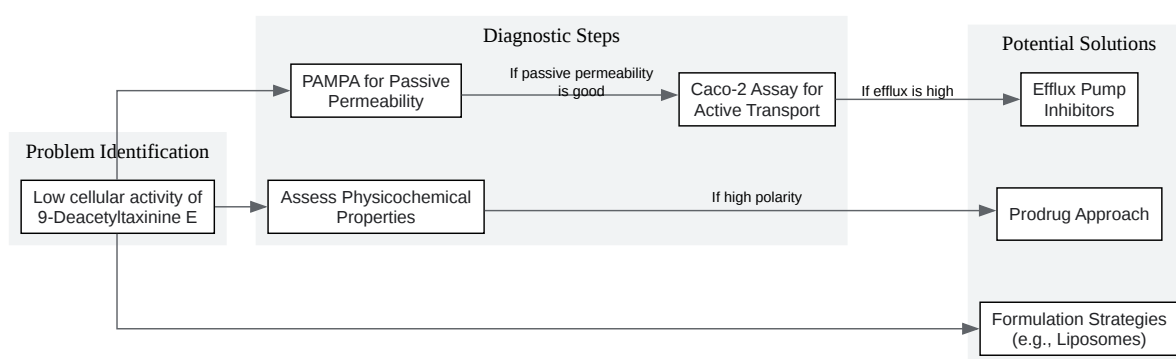 Diagnostic Steps
Potential Solutions
PAMPA for Passive
Permeability
If passive permeability
is good
Caco-2 Assay for
Active Transport
If efflux is high
Efflux Pump
Inhibitors
Problem Identification
Low cellular activity of
9-Deacetyltaxinine E
Assess Physicochemical
Properties
If high polarity
Prodrug Approach
Formulation Strategies
(e.g., Liposomes)